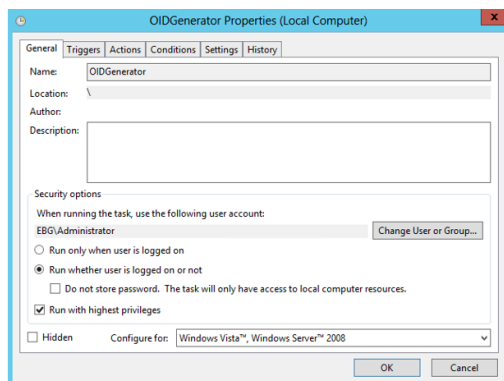 OIDGenerator Properties (Local Computer)
x
General Triggers Actions Conditions Settings History
Name: OIDGenerator
Location: \
Author:
Description:
Security options
When running the task, use the following user account:
EBG\Administrator Change User or Group...
Run only when user is logged on
Run whether user is logged on or not
Do not store password. The task will only have access to local computer resources.
Run with highest privileges
Hidden Configure for: Windows Vista™, Windows Server™ 2008
OK Cancel